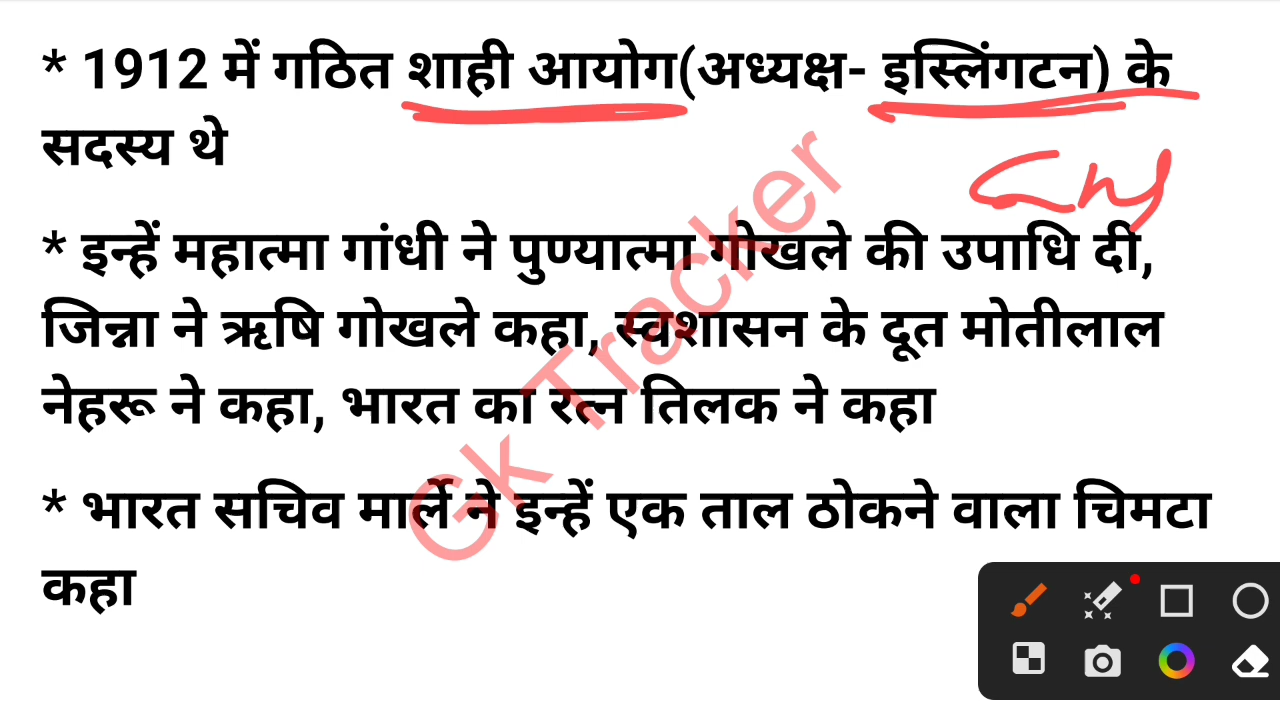 * 1912 में गठित शाही आयोग(अध्यक्ष- इस्लिंगटन) के
सदस्य थे
* इन्हें महात्मा गांधी ने पुण्यात्मा गोखले की उपाधि दी,
जिन्ना ने ऋषि गोखले कहा, स्वशासन के दूत मोतीलाल
नेहरू ने कहा, भारत का रत्न तिलक ने कहा
* भारत सचिव मार्ले ने इन्हें एक ताल ठोकने वाला चिमटा
कहा
Gk Tracker